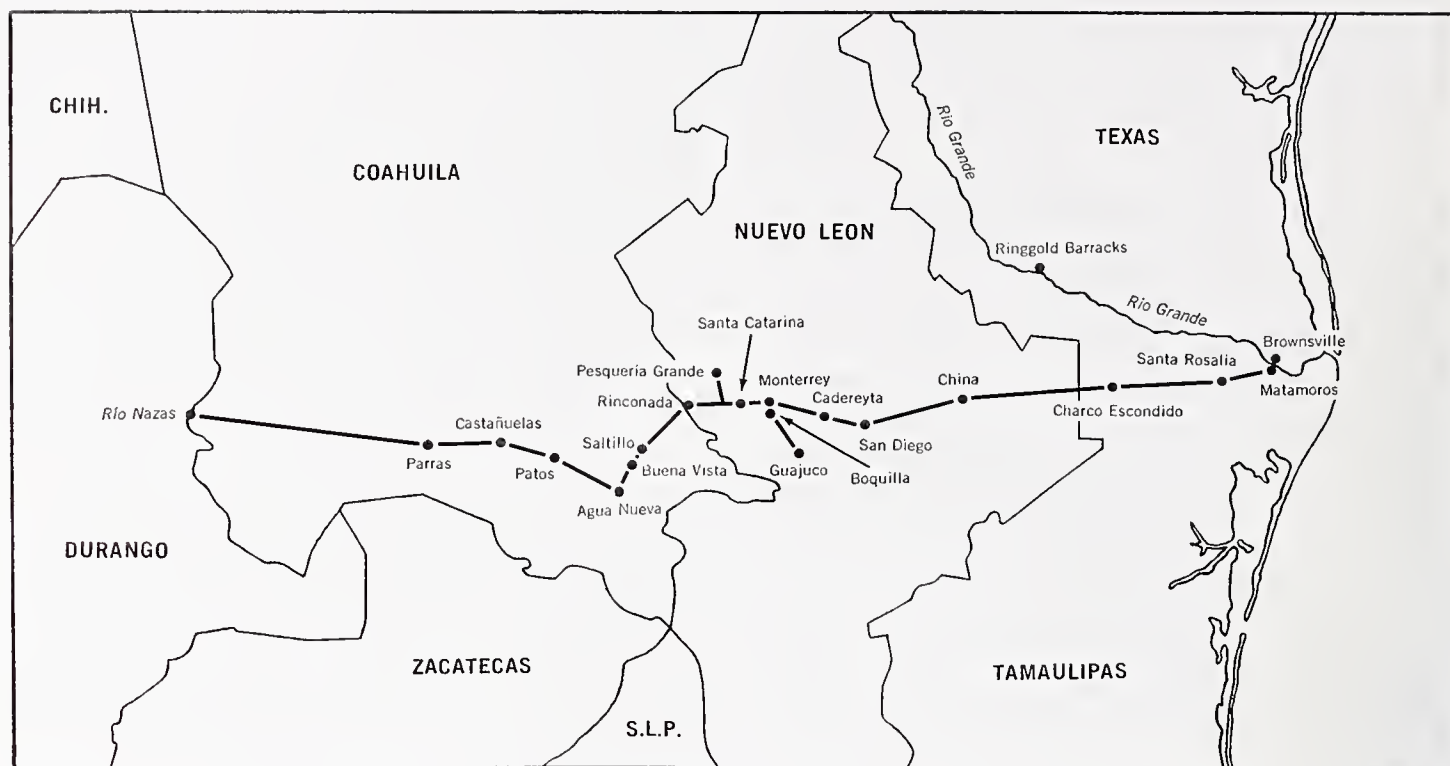 CHIH.
COAHUILA
NUEVO LEON
TEXAS
Rio Grande
Ringgold Barracks
Rio Grande
Santa Catarina
Brownsville
Santa Rosalia
Pesqueria Grande
Monterrey
China
Matamoros
Rinconada
Cadereyta
Charco Escondido
Río Nazas
Castañuelas
Saltillo
San Diego
Parras
Patos
Buena Vista
Guajuco
Boquilla
Agua Nueva
DURANGO
ZACATECAS
TAMAULIPAS
S.L.P.